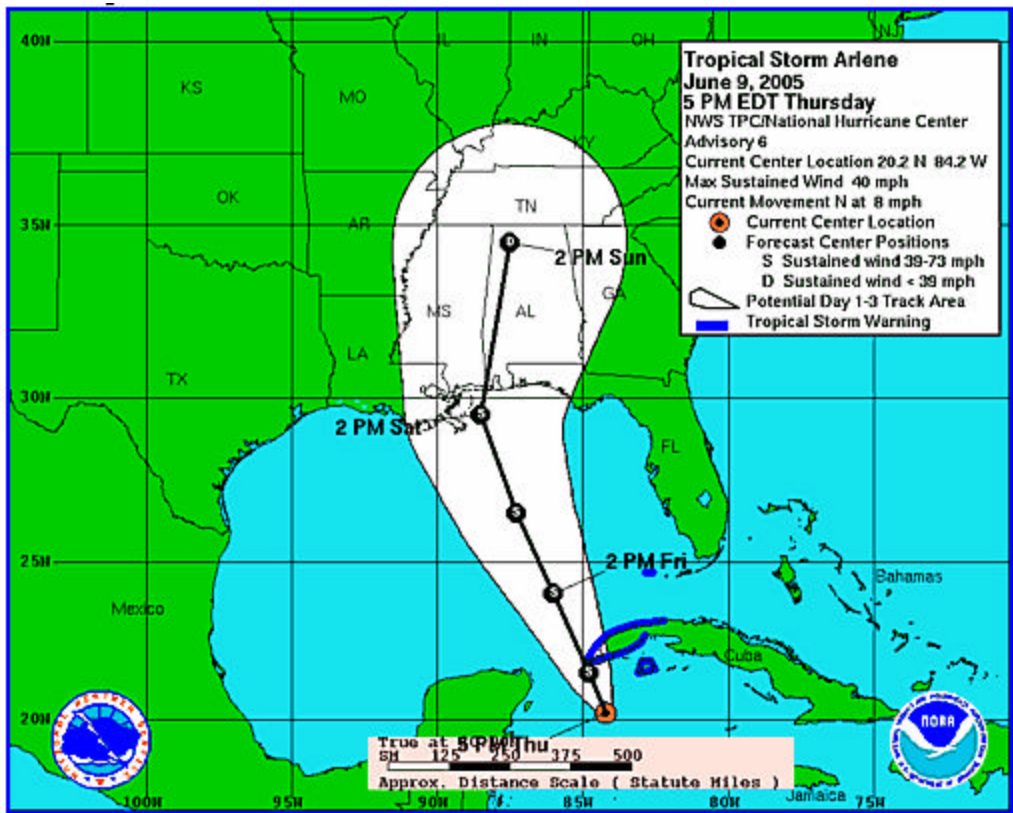 40N
IL
IN
OH
NJ
KS
MO
Tropical Storm Arlene
June 9, 2005
5 PM EDT Thursday
NWS TPC/National Hurricane Center
Advisory 6
Current Center Location 20.2 N 84.2 W
Max Sustained Wind 40 mph
Current Movement N at 8 mph
Current Center Location
Forecast Center Positions
S Sustained wind 39-73 mph
D Sustained wind < 39 mph
Potential Day 1-3 Track Area
Tropical Storm Warning
KY
OK
TN
AR
35N
D
2 PM Sun
GA
MS
AL
LA
TX
30N
S
2 PM Sat
FL
S
25N
2 PM Fri
S
Bahamas
Mexico
Cuba
S
20N
NOAA
5 PM Thu
True at
SM 125 250 375 500
Approx. Distance Scale ( Statute Miles )
100W
95W
90W
85W
80W
75W
Jamaica